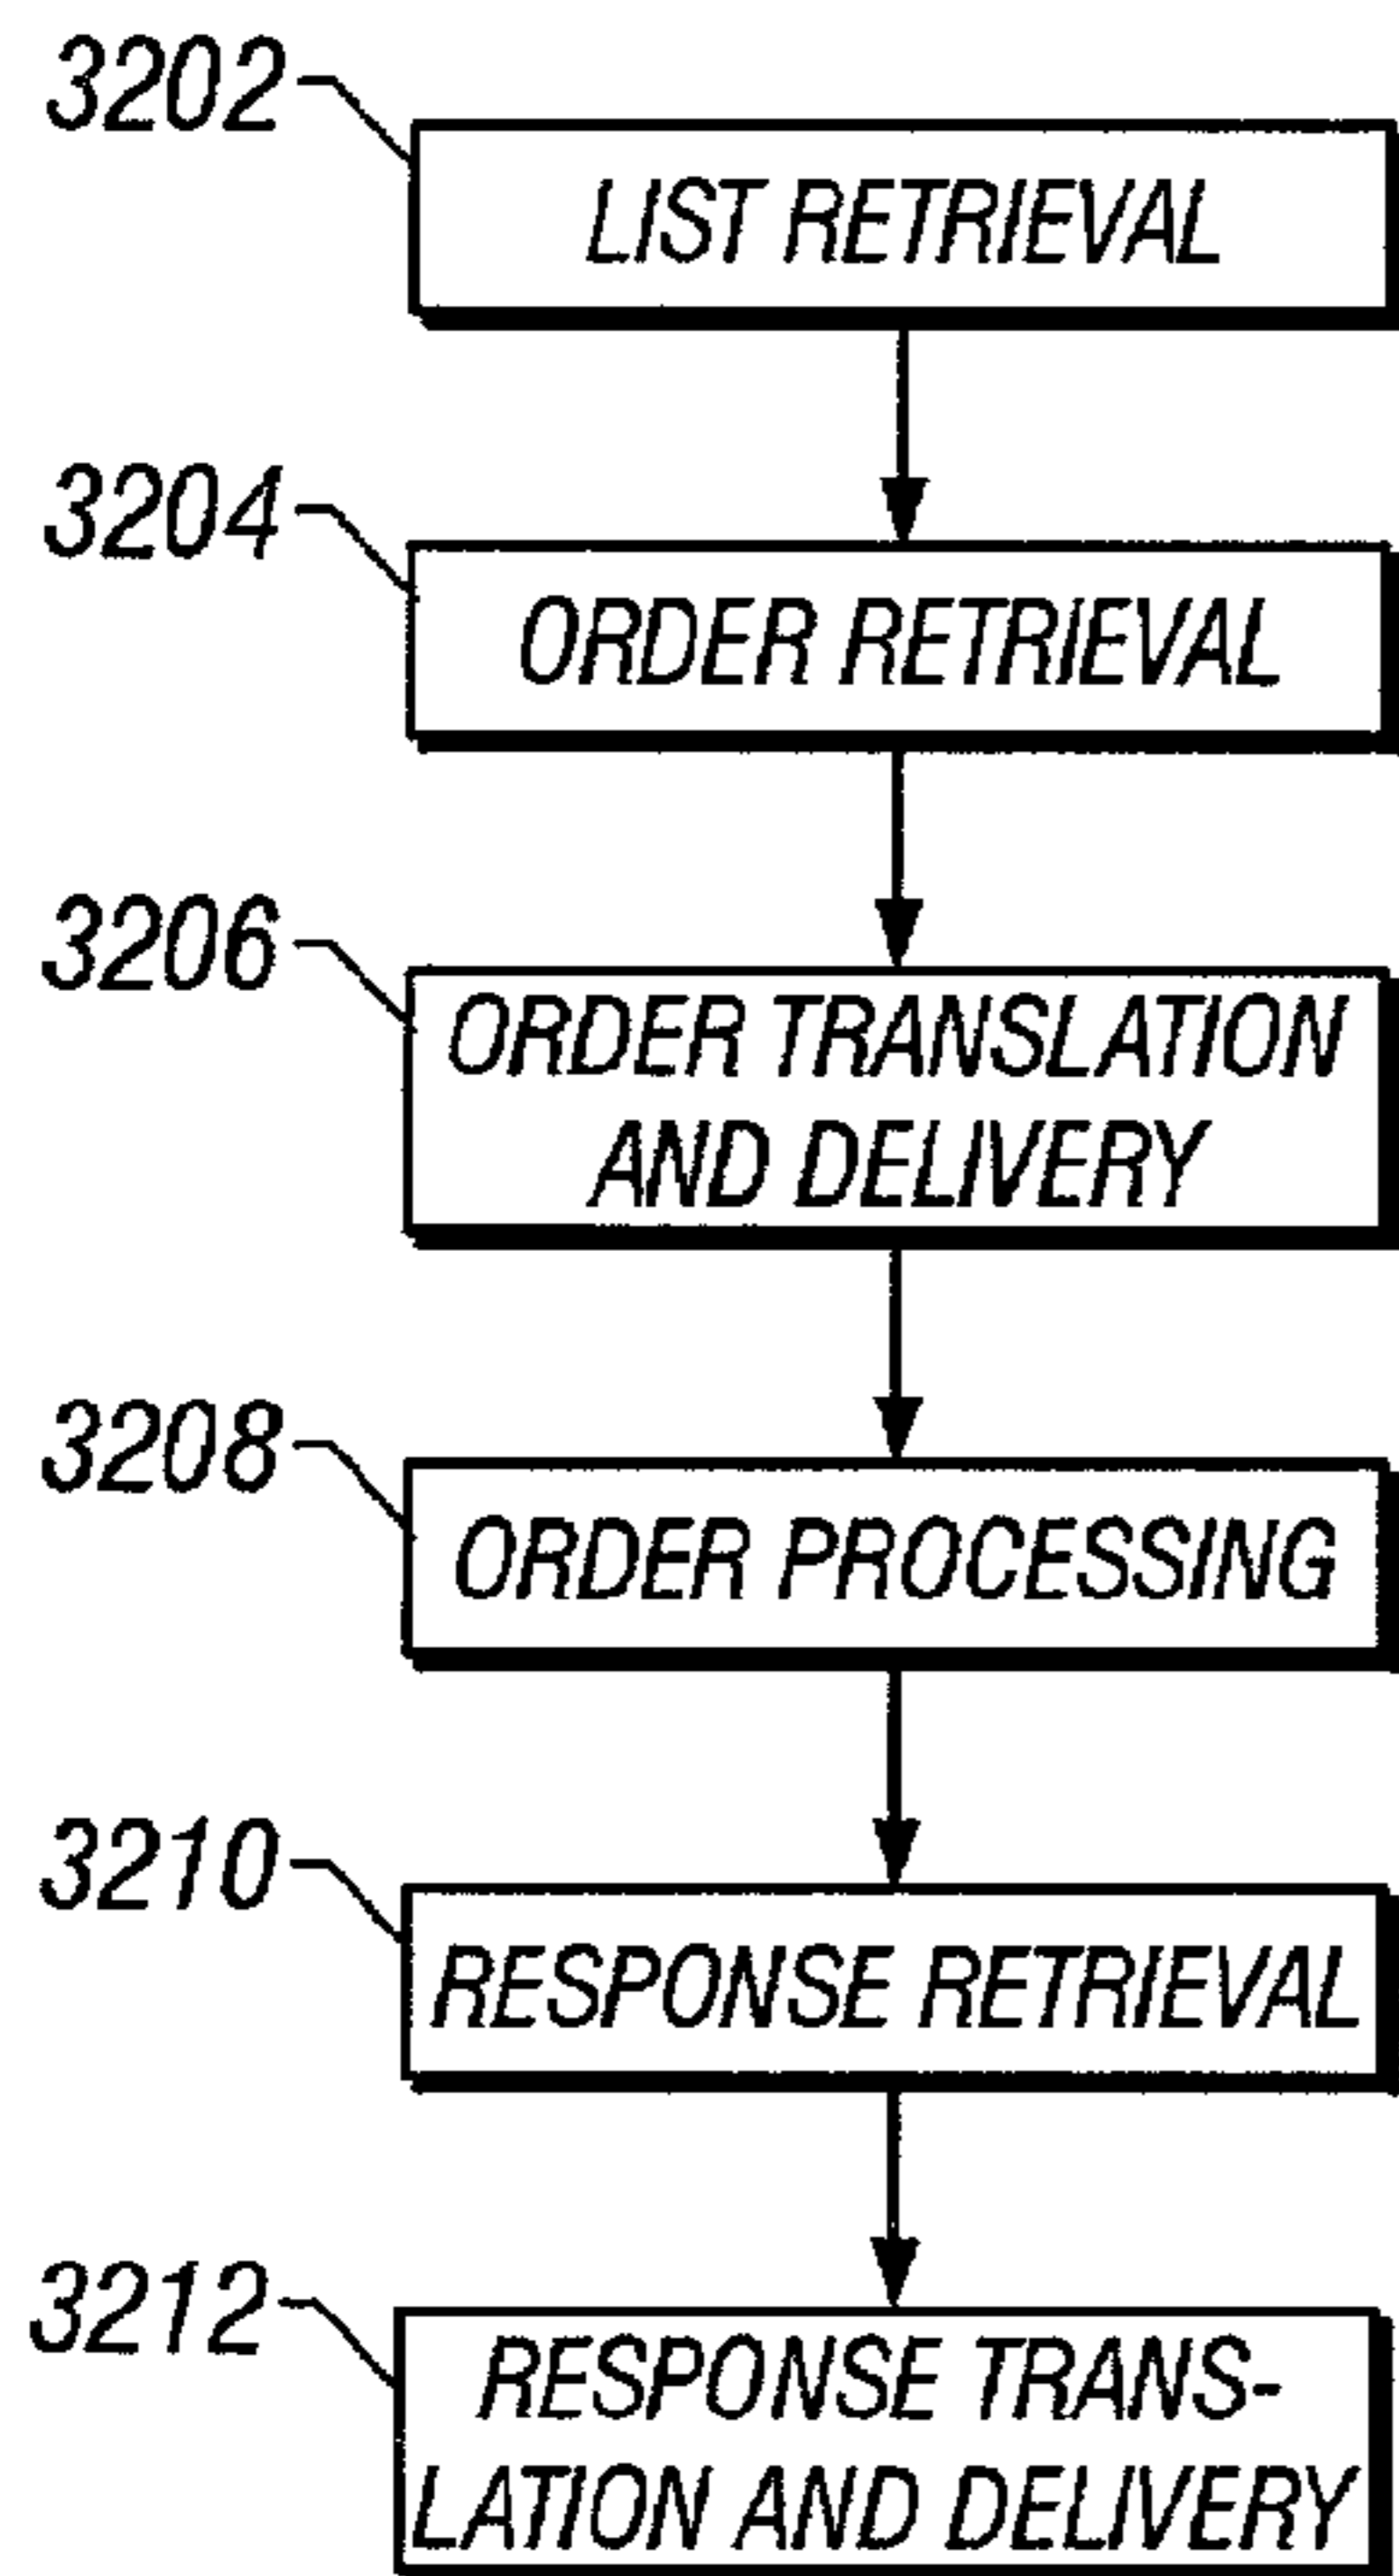 3202
LIST RETRIEVAL
3204
ORDER RETRIEVAL
3206
ORDER TRANSLATION
AND DELIVERY
3208
ORDER PROCESSING
3210
RESPONSE RETRIEVAL
3212
RESPONSE TRANS-
LATION AND DELIVERY